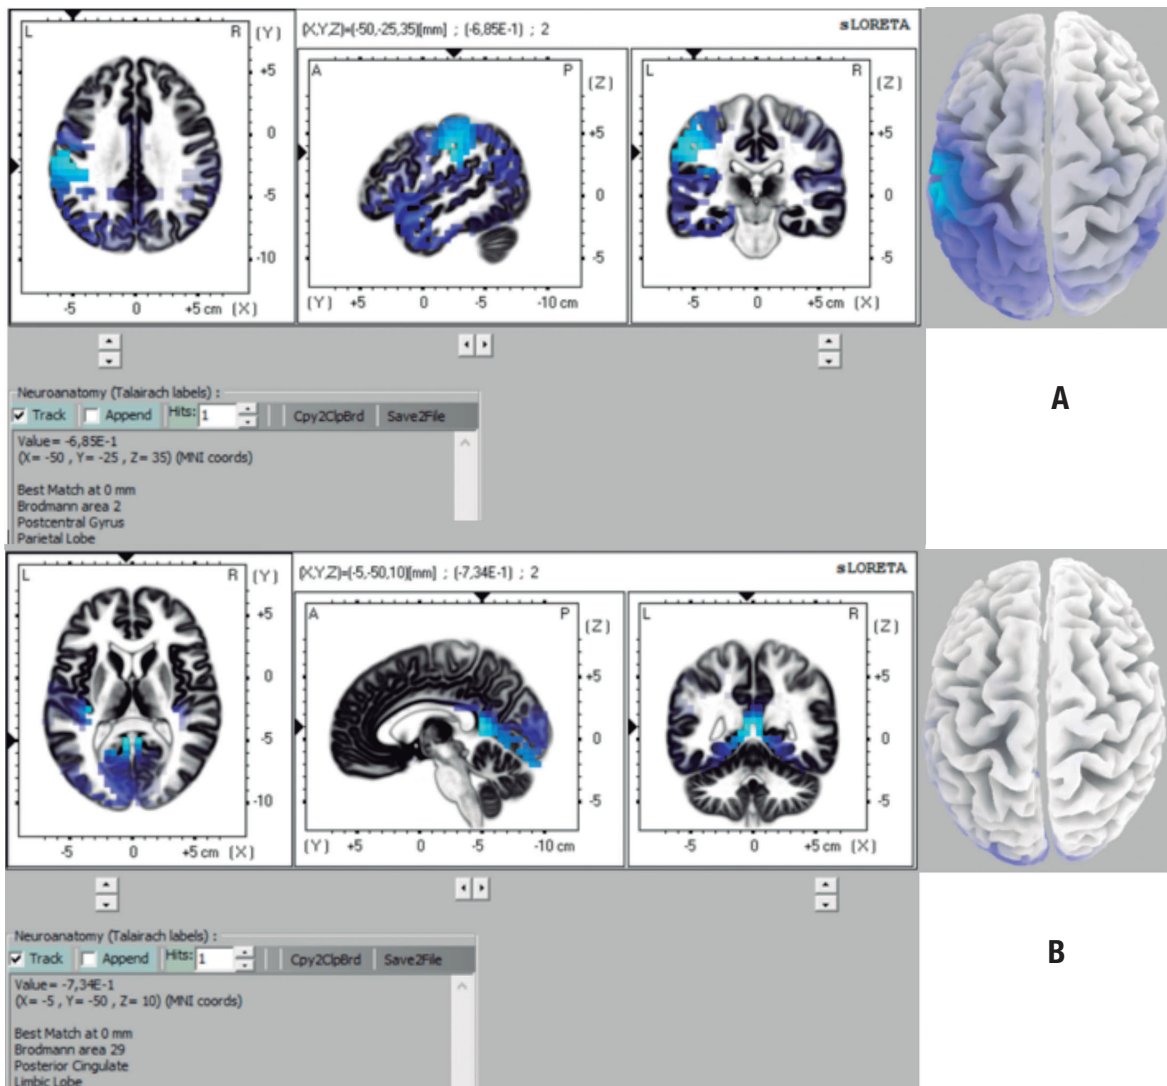 L R (Y)
+5
0
-5
-10
-5 0 +5 cm (X)
(X,Y,Z)=(-50,-25,35)[mm] ; (-6,85E-1) ; 2
sLORETA
A P
(Z)
+5
0
-5
(Y) +5 0 -5 -10 cm
L R
(Z)
+5
0
-5
-5 0 +5 cm (X)
A
Neuroanatomy (Talairach labels) :
Track Append Hits: 1 Cpy2ClpBrd Save2File
Value= -6,85E-1
(X= -50 , Y= -25 , Z= 35) (MNI coords)
Best Match at 0 mm
Brodmann area 2
Postcentral Gyrus
Parietal Lobe
L R (Y)
+5
0
-5
-10
-5 0 +5 cm (X)
(X,Y,Z)=(-5,-50,10)[mm] ; (-7,34E-1) ; 2
sLORETA
A P
(Z)
+5
0
-5
(Y) +5 0 -5 -10 cm
L R
(Z)
+5
0
-5
-5 0 +5 cm (X)
B
Neuroanatomy (Talairach labels) :
Track Append Hits: 1 Cpy2ClpBrd Save2File
Value= -7,34E-1
(X= -5 , Y= -50 , Z= 10) (MNI coords)
Best Match at 0 mm
Brodmann area 29
Posterior Cingulate
Limbic Lobe